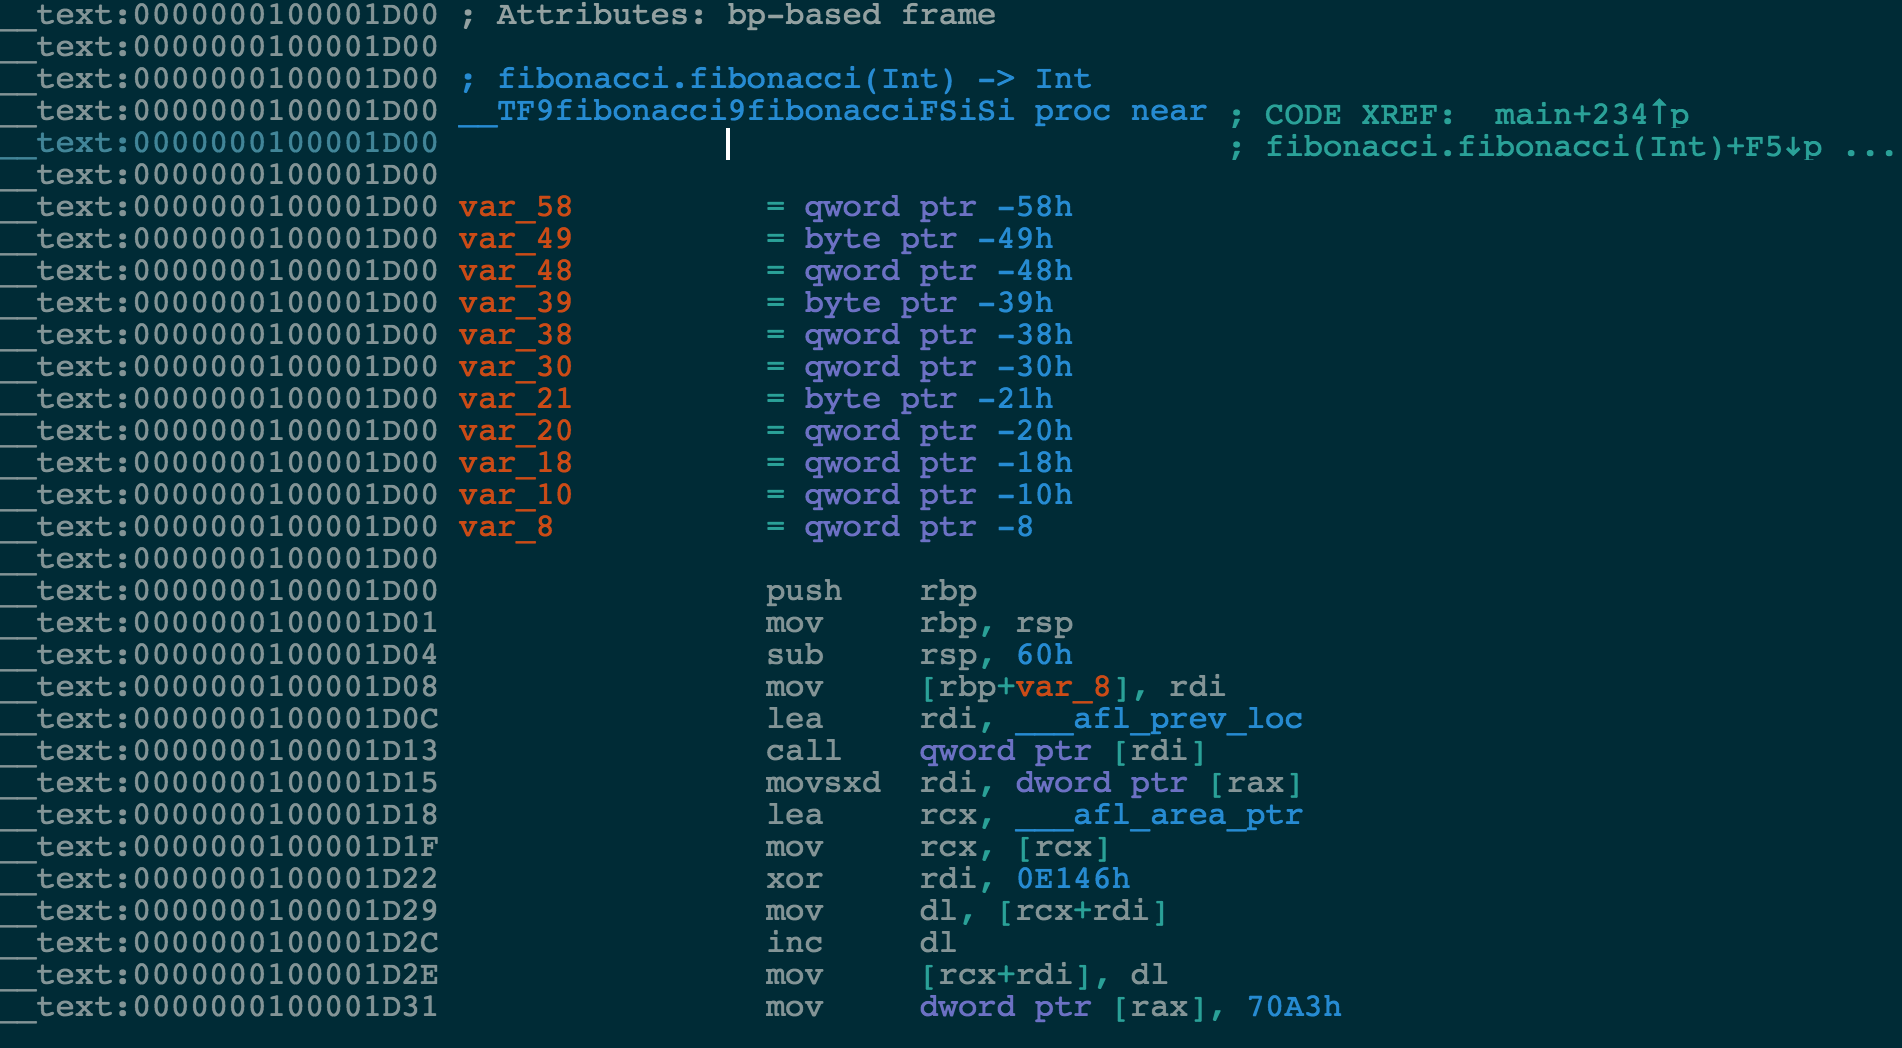 __text:0000000100001D00 ; Attributes: bp-based frame
__text:0000000100001D00
__text:0000000100001D00 ; fibonacci.fibonacci(Int) -> Int
__text:0000000100001D00 __TF9fibonacci9fibonacciFSiSi proc near ; CODE XREF: main+234↑p
__text:0000000100001D00 ; fibonacci.fibonacci(Int)+F5↓p ...
__text:0000000100001D00
__text:0000000100001D00 var_58 = qword ptr -58h
__text:0000000100001D00 var_49 = byte ptr -49h
__text:0000000100001D00 var_48 = qword ptr -48h
__text:0000000100001D00 var_39 = byte ptr -39h
__text:0000000100001D00 var_38 = qword ptr -38h
__text:0000000100001D00 var_30 = qword ptr -30h
__text:0000000100001D00 var_21 = byte ptr -21h
__text:0000000100001D00 var_20 = qword ptr -20h
__text:0000000100001D00 var_18 = qword ptr -18h
__text:0000000100001D00 var_10 = qword ptr -10h
__text:0000000100001D00 var_8 = qword ptr -8
__text:0000000100001D00
__text:0000000100001D00 push rbp
__text:0000000100001D01 mov rbp, rsp
__text:0000000100001D04 sub rsp, 60h
__text:0000000100001D08 mov [rbp+var_8], rdi
__text:0000000100001D0C lea rdi, ___afl_prev_loc
__text:0000000100001D13 call qword ptr [rdi]
__text:0000000100001D15 movsxd rdi, dword ptr [rax]
__text:0000000100001D18 lea rcx, ___afl_area_ptr
__text:0000000100001D1F mov rcx, [rcx]
__text:0000000100001D22 xor rdi, 0E146h
__text:0000000100001D29 mov dl, [rcx+rdi]
__text:0000000100001D2C inc dl
__text:0000000100001D2E mov [rcx+rdi], dl
__text:0000000100001D31 mov dword ptr [rax], 70A3h